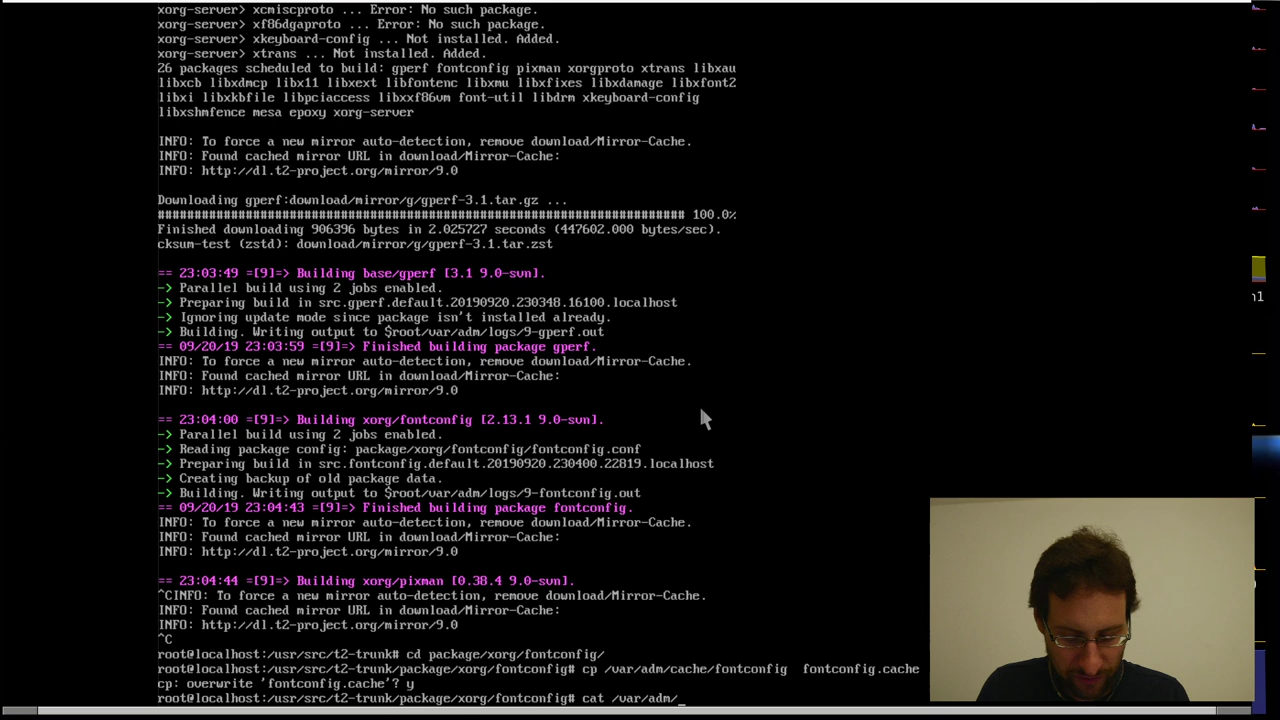 xorg-server> xcmiscproto ... Error: No such package.
xorg-server> xf86dgaproto ... Error: No such package.
xorg-server> xkeyboard-config ... Not installed. Added.
xorg-server> xtrans ... Not installed. Added.
26 packages scheduled to build: gperf fontconfig pixman xorgproto xtrans libxau
libxcb libxdmcp libx11 libxext libfontenc libxmu libxfixes libxdamage libxfont2
libxi libxkbfile libpciaccess libxxf86vm font-util libdrm xkeyboard-config
libxshmfence mesa epoxy xorg-server
INFO: To force a new mirror auto-detection, remove download/Mirror-Cache.
INFO: Found cached mirror URL in download/Mirror-Cache:
INFO: http://dl.t2-project.org/mirror/9.0
Downloading gperf:download/mirror/g/gperf-3.1.tar.gz ...
######################################################################## 100.0%
Finished downloading 906396 bytes in 2.025727 seconds (447602.000 bytes/sec).
cksum-test (zstd): download/mirror/g/gperf-3.1.tar.zst
== 23:03:49 =[9]=> Building base/gperf [3.1 9.0-svn].
-> Parallel build using 2 jobs enabled.
-> Preparing build in src.gperf.default.20190920.230348.16100.localhost
-> Ignoring update mode since package isn't installed already.
-> Building. Writing output to $root/var/adm/logs/9-gperf.out
== 09/20/19 23:03:59 =[9]=> Finished building package gperf.
INFO: To force a new mirror auto-detection, remove download/Mirror-Cache.
INFO: Found cached mirror URL in download/Mirror-Cache:
INFO: http://dl.t2-project.org/mirror/9.0
== 23:04:00 =[9]=> Building xorg/fontconfig [2.13.1 9.0-svn].
-> Parallel build using 2 jobs enabled.
-> Reading package config: package/xorg/fontconfig/fontconfig.conf
-> Preparing build in src.fontconfig.default.20190920.230400.22819.localhost
-> Creating backup of old package data.
-> Building. Writing output to $root/var/adm/logs/9-fontconfig.out
== 09/20/19 23:04:43 =[9]=> Finished building package fontconfig.
INFO: To force a new mirror auto-detection, remove download/Mirror-Cache.
INFO: Found cached mirror URL in download/Mirror-Cache:
INFO: http://dl.t2-project.org/mirror/9.0
== 23:04:44 =[9]=> Building xorg/pixman [0.38.4 9.0-svn].
^CINFO: To force a new mirror auto-detection, remove download/Mirror-Cache.
INFO: Found cached mirror URL in download/Mirror-Cache:
INFO: http://dl.t2-project.org/mirror/9.0
^C
root@localhost:/usr/src/t2-trunk# cd package/xorg/fontconfig/
root@localhost:/usr/src/t2-trunk/package/xorg/fontconfig# cp /var/adm/cache/fontconfig  fontconfig.cache
cp: overwrite 'fontconfig.cache'? y
root@localhost:/usr/src/t2-trunk/package/xorg/fontconfig# cat /var/adm/_